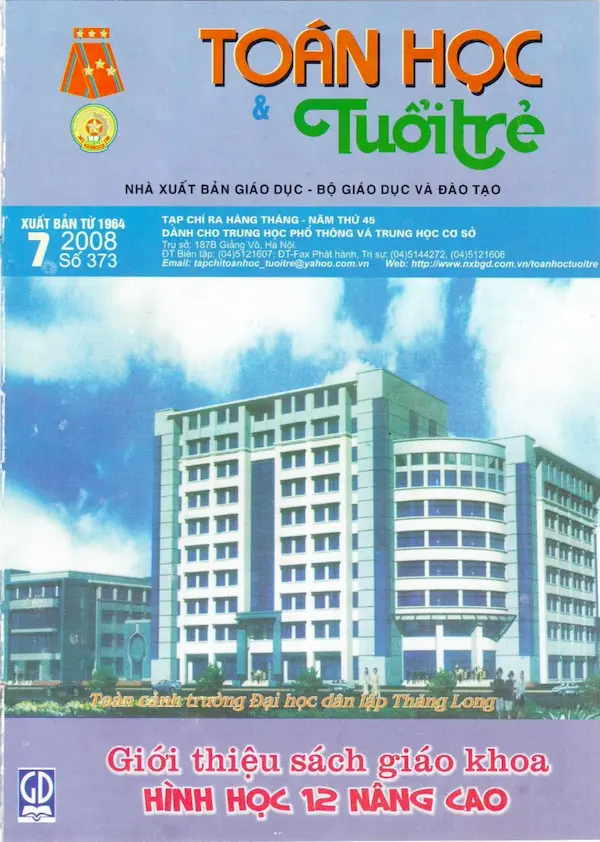 TOÁN HỌC
& Tuổi trẻ
NHÀ XUẤT BẢN GIÁO DỤC - BỘ GIÁO DỤC VÀ ĐÀO TẠO
XUẤT BẢN TỪ 1964
7 2008
Số 373
TẠP CHÍ RA HÀNG THÁNG - NĂM THỨ 45
DÀNH CHO TRUNG HỌC PHỔ THÔNG VÀ TRUNG HỌC CƠ SỞ
Trụ sở: 187B Giảng Võ, Hà Nội.
ĐT Biên tập: (04)5121607; ĐT-Fax Phát hành, Trị sự: (04)5144272, (04)5121606
Email: tapchitoanhoc_tuoitre@yahoo.com.vn Web: http://www.nxbgd.com.vn/toanhoctuoitre
Toàn cảnh trường Đại học dân lập Thăng Long
Giới thiệu sách giáo khoa
HÌNH HỌC 12 NÂNG CAO
GD